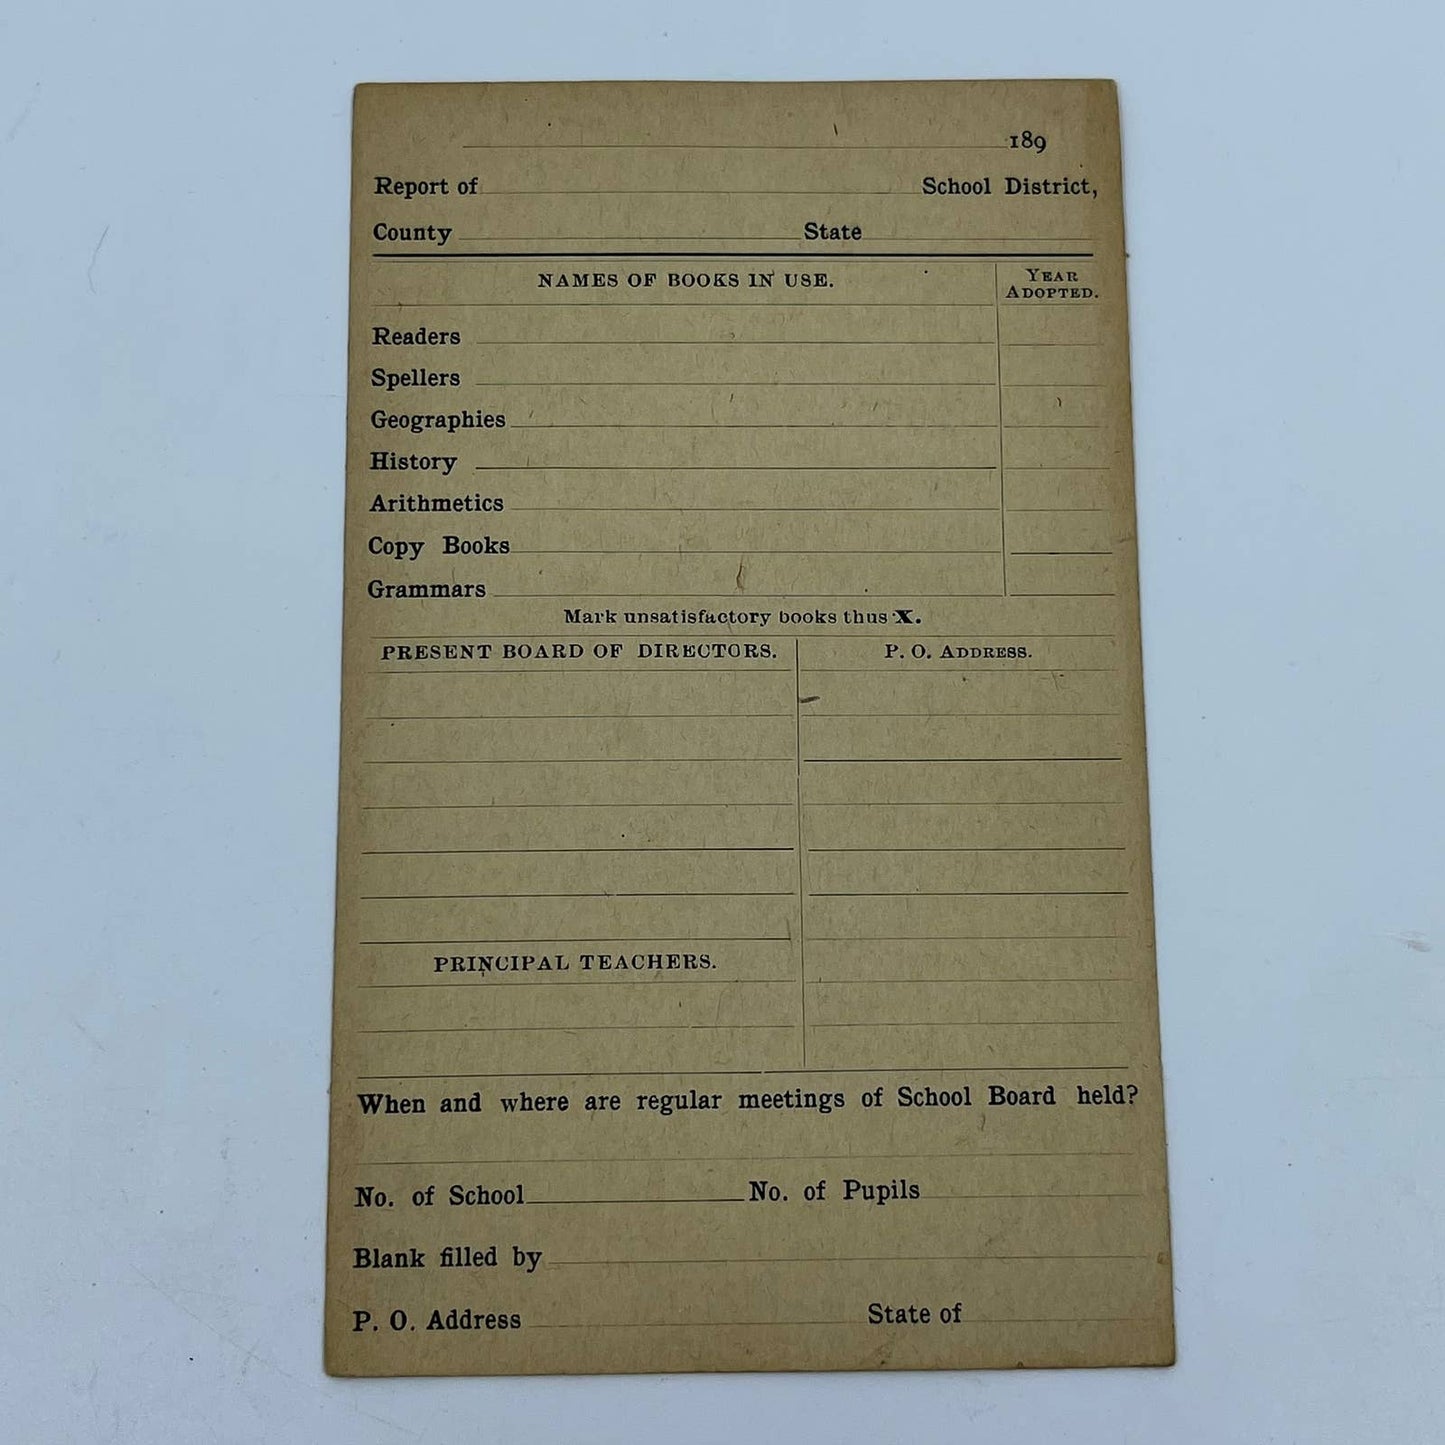 189
Report of School District,
County State
NAMES OF BOOKS IN USE. YEAR ADOPTED.
Readers
Spellers
Geographies
History
Arithmetics
Copy Books
Grammars
Mark unsatisfactory books thus X.
PRESENT BOARD OF DIRECTORS. P. O. ADDRESS.
PRINCIPAL TEACHERS.
When and where are regular meetings of School Board held?
No. of School No. of Pupils
Blank filled by
P. O. Address State of